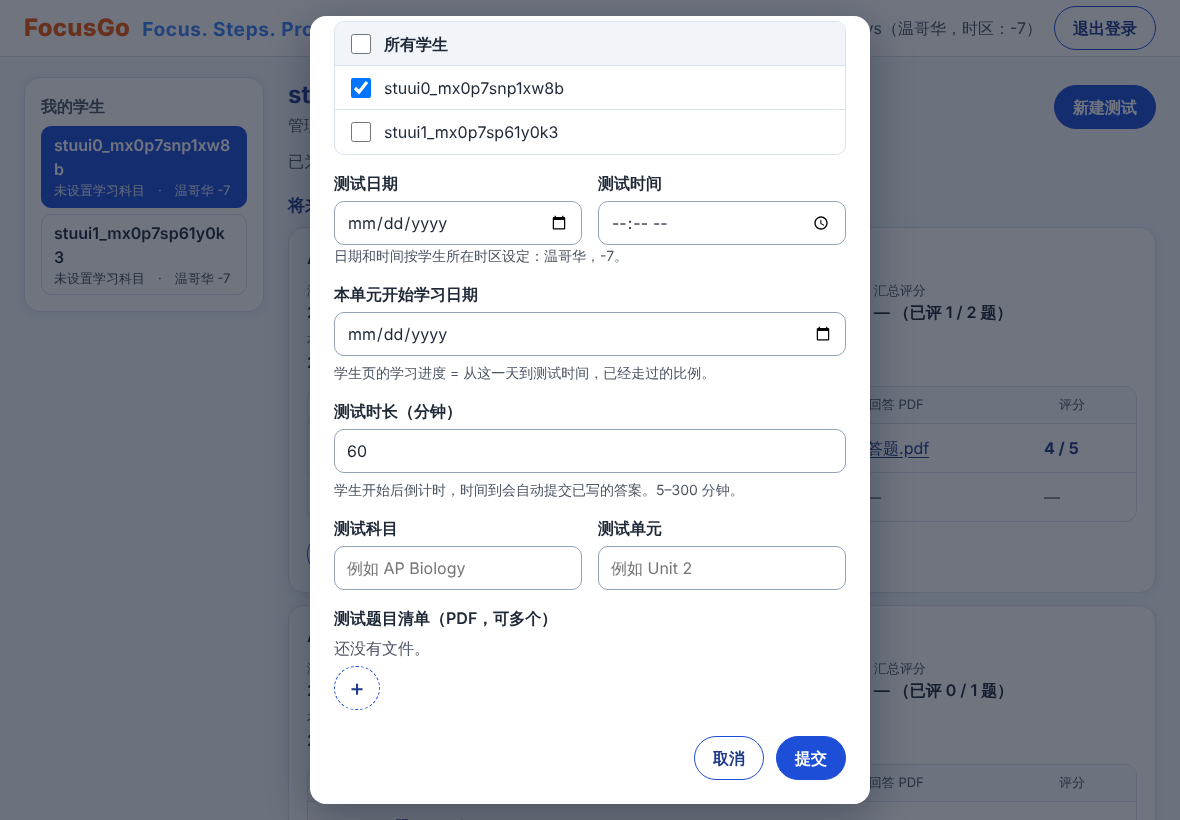 FocusGo Focus. Steps. Pro
ys（温哥华，时区：-7） 退出登录
我的学生
stuui0_mx0p7snp1xw8
b
未设置学习科目 · 温哥华 -7
stuui1_mx0p7sp61y0k
3
未设置学习科目 · 温哥华 -7
st
新建测试
所有学生
stuui0_mx0p7snp1xw8b
stuui1_mx0p7sp61y0k3
测试日期 测试时间
mm/dd/yyyy --:-- --
日期和时间按学生所在时区设定：温哥华，-7。
本单元开始学习日期
mm/dd/yyyy
学生页的学习进度 = 从这一天到测试时间，已经走过的比例。
测试时长（分钟）
60
学生开始后倒计时，时间到会自动提交已写的答案。5–300 分钟。
测试科目 测试单元
例如 AP Biology 例如 Unit 2
测试题目清单（PDF，可多个）
还没有文件。
+
取消 提交
汇总评分
— （已评 1 / 2 题）
回答 PDF 评分
答题.pdf 4 / 5
— —
汇总评分
— （已评 0 / 1 题）
回答 PDF 评分